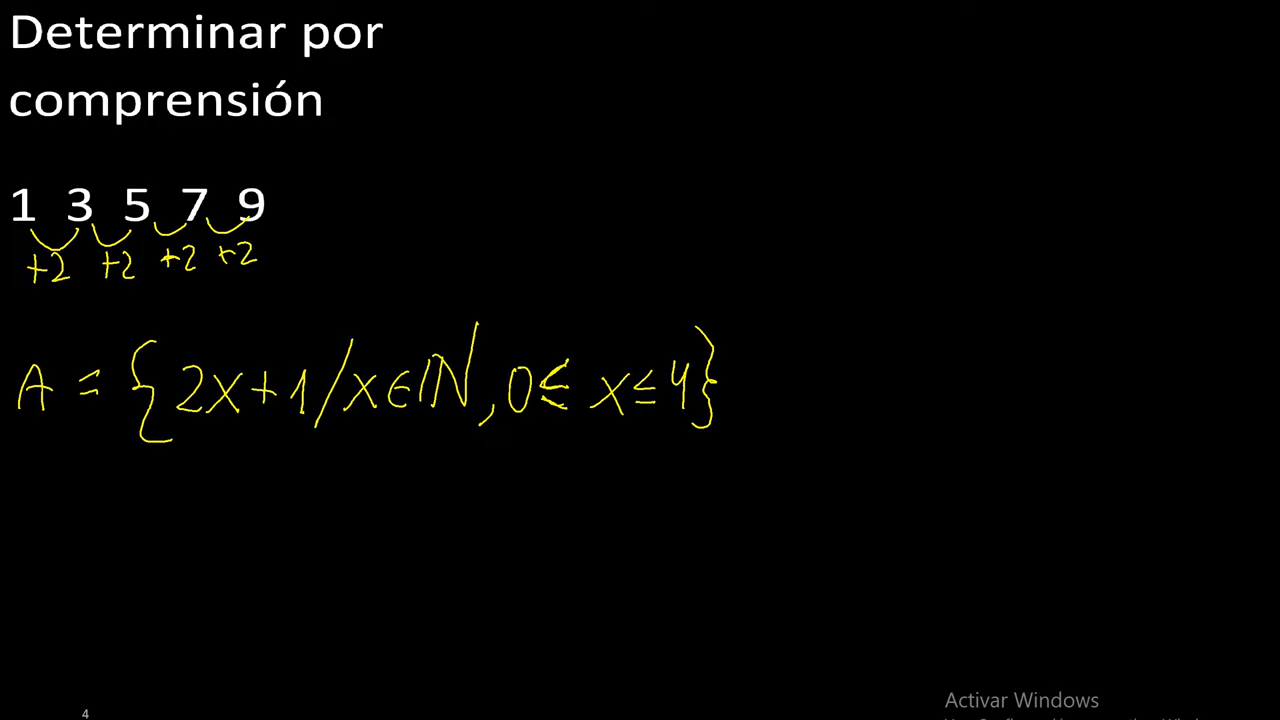 Determinar por
comprensión
1 3 5 7 9
+2 +2 +2 +2
A = {2x+1/x∈ℕ, 0≤ x≤4}
Activar Windows
4